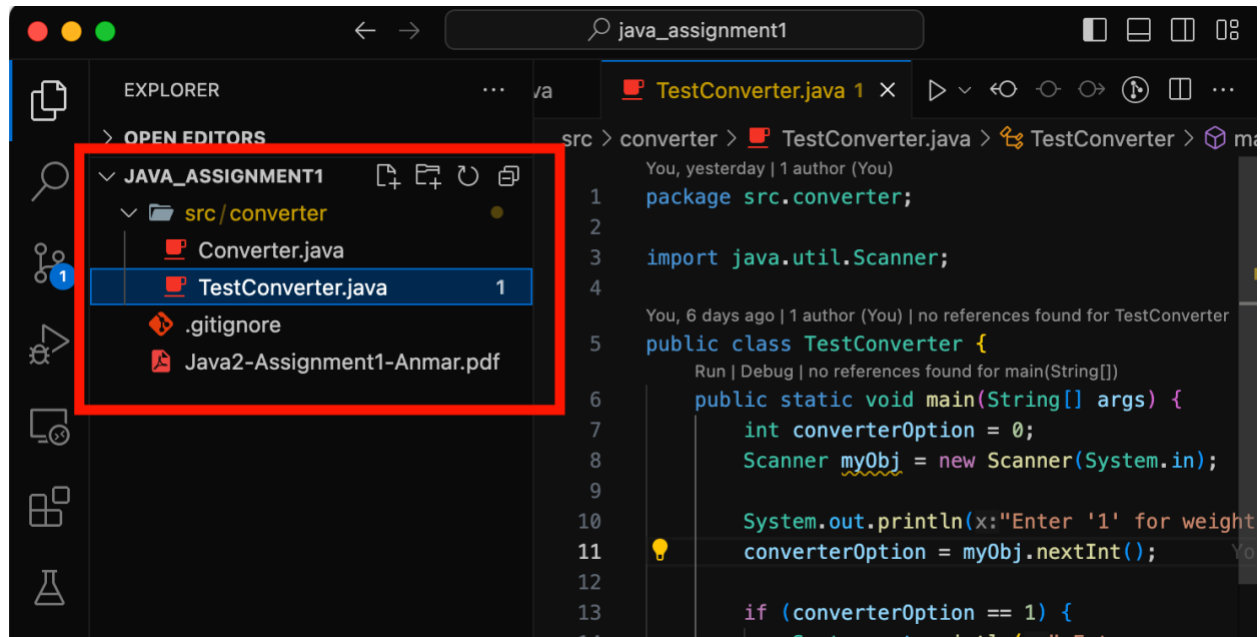 java_assignment1
EXPLORER
OPEN EDITORS
JAVA_ASSIGNMENT1
src/converter
Converter.java
TestConverter.java 1
.gitignore
Java2-Assignment1-Anmar.pdf
1
TestConverter.java 1
src > converter > TestConverter.java > TestConverter >
You, yesterday | 1 author (You)
1 package src.converter;
2
3 import java.util.Scanner;
4
You, 6 days ago | 1 author (You) | no references found for TestConverter
5 public class TestConverter {
Run | Debug | no references found for main(String[])
6 public static void main(String[] args) {
7 int converterOption = 0;
8 Scanner myObj = new Scanner(System.in);
9
10 System.out.println(x:"Enter '1' for weight
11 converterOption = myObj.nextInt();
12
13 if (converterOption == 1) {